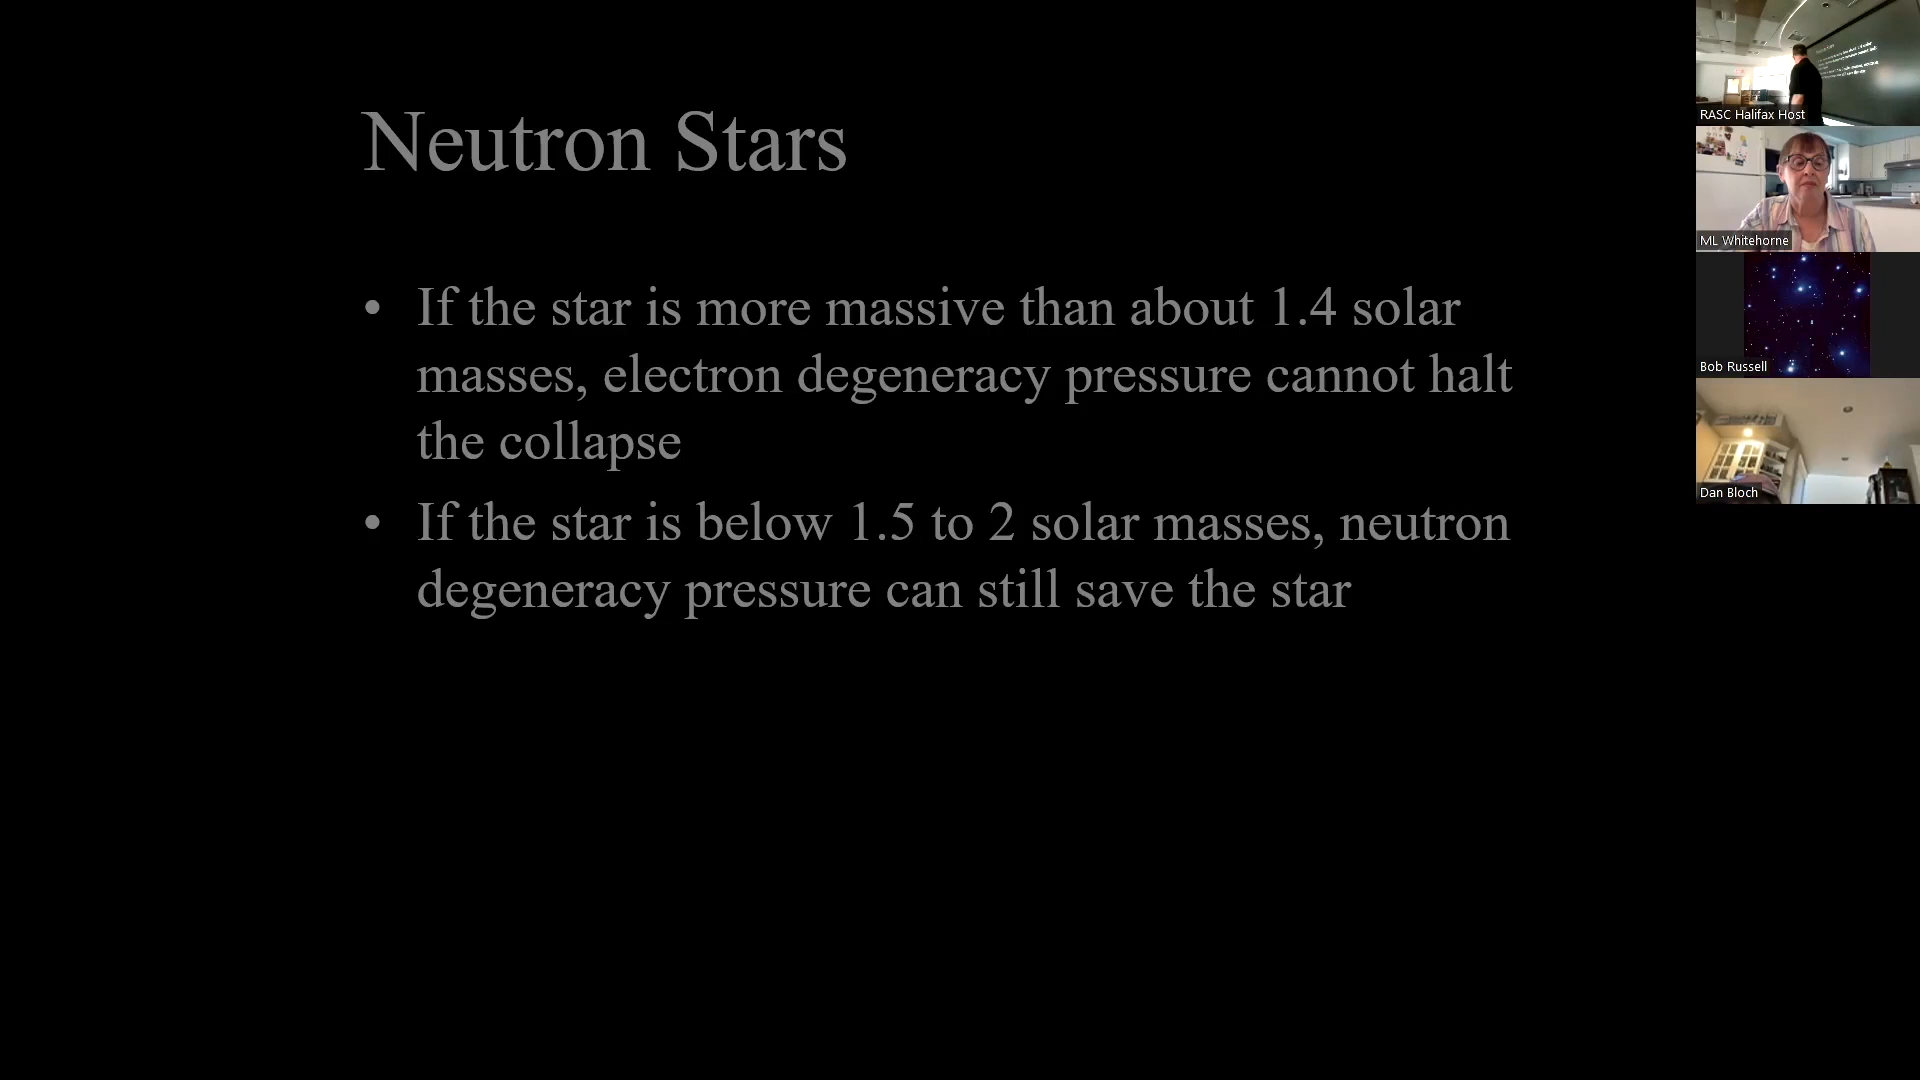 Neutron Stars
• If the star is more massive than about 1.4 solar
masses, electron degeneracy pressure cannot halt
the collapse
• If the star is below 1.5 to 2 solar masses, neutron
degeneracy pressure can still save the star
RASC Halifax Host
ML Whitehorne
Bob Russell
Dan Bloch